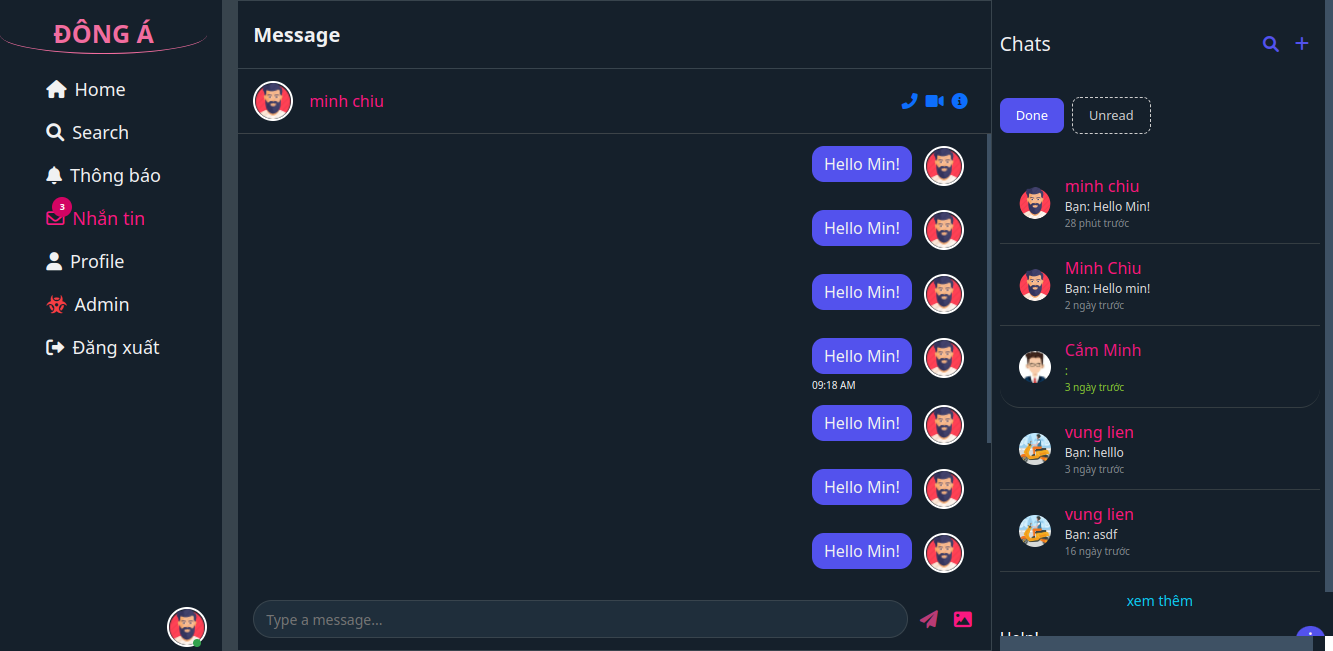 ĐÔNG Á
Home
Search
Thông báo
3
Nhắn tin
Profile
Admin
Đăng xuất
Message
minh chiu
Hello Min!
Hello Min!
Hello Min!
Hello Min!
09:18 AM
Hello Min!
Hello Min!
Hello Min!
Type a message...
Chats
Done
Unread
minh chiu
Bạn: Hello Min!
28 phút trước
Minh Chìu
Bạn: Hello min!
2 ngày trước
Cắm Minh
:
3 ngày trước
vung lien
Bạn: helllo
3 ngày trước
vung lien
Bạn: asdf
16 ngày trước
xem thêm
Help!